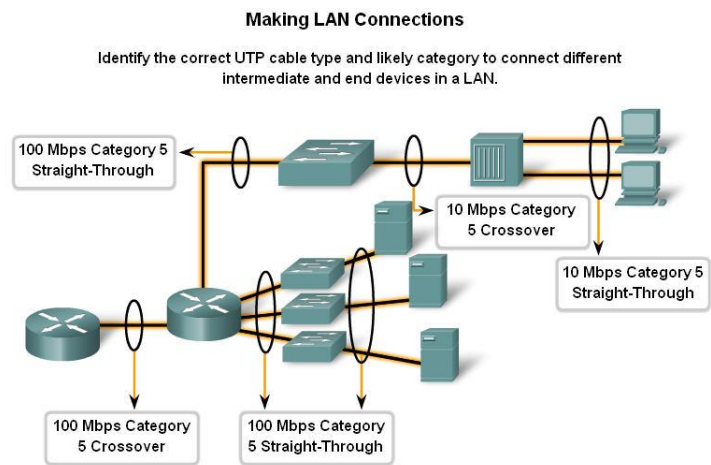 Making LAN Connections
Identify the correct UTP cable type and likely category to connect different
intermediate and end devices in a LAN.
100 Mbps Category 5
Straight-Through
10 Mbps Category
5 Crossover
10 Mbps Category 5
Straight-Through
100 Mbps Category
5 Crossover
100 Mbps Category
5 Straight-Through